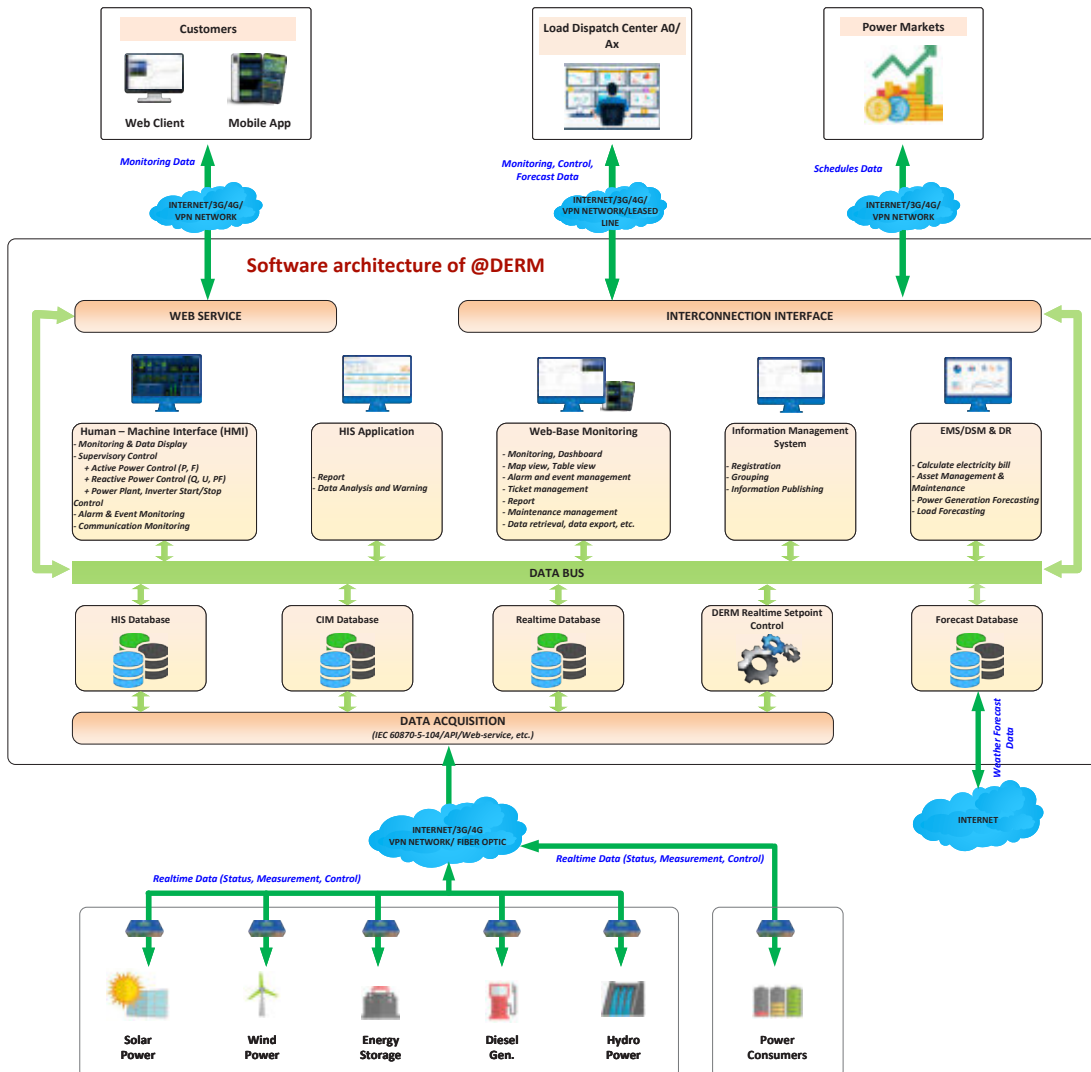 Customers
Web Client
Mobile App
Load Dispatch Center A0/
Ax
Power Markets
Monitoring Data
Monitoring, Control,
Forecast Data
Schedules Data
INTERNET/3G/4G/
VPN NETWORK
INTERNET/3G/4G/
VPN NETWORK/LEASED
LINE
INTERNET/3G/4G/
VPN NETWORK
Software architecture of @DERM
WEB SERVICE
INTERCONNECTION INTERFACE
Human – Machine Interface (HMI)
- Monitoring & Data Display
- Supervisory Control
+ Active Power Control (P, F)
+ Reactive Power Control (Q, U, PF)
+ Power Plant, Inverter Start/Stop
Control
- Alarm & Event Monitoring
- Communication Monitoring
HIS Application
- Report
- Data Analysis and Warning
Web-Base Monitoring
- Monitoring, Dashboard
- Map view, Table view
- Alarm and event management
- Ticket management
- Report
- Maintenance management
- Data retrieval, data export, etc.
Information Management
System
- Registration
- Grouping
- Information Publishing
EMS/DSM & DR
- Calculate electricity bill
- Asset Management &
Maintenance
- Power Generation Forecasting
- Load Forecasting
DATA BUS
HIS Database
CIM Database
Realtime Database
DERM Realtime Setpoint
Control
Forecast Database
DATA ACQUISITION
(IEC 60870-5-104/API/Web-service, etc.)
Weather Forecast
Data
INTERNET
INTERNET/3G/4G
VPN NETWORK/ FIBER OPTIC
Realtime Data (Status, Measurement, Control)
Realtime Data (Status, Measurement, Control)
Solar
Power
Wind
Power
Energy
Storage
Diesel
Gen.
Hydro
Power
Power
Consumers